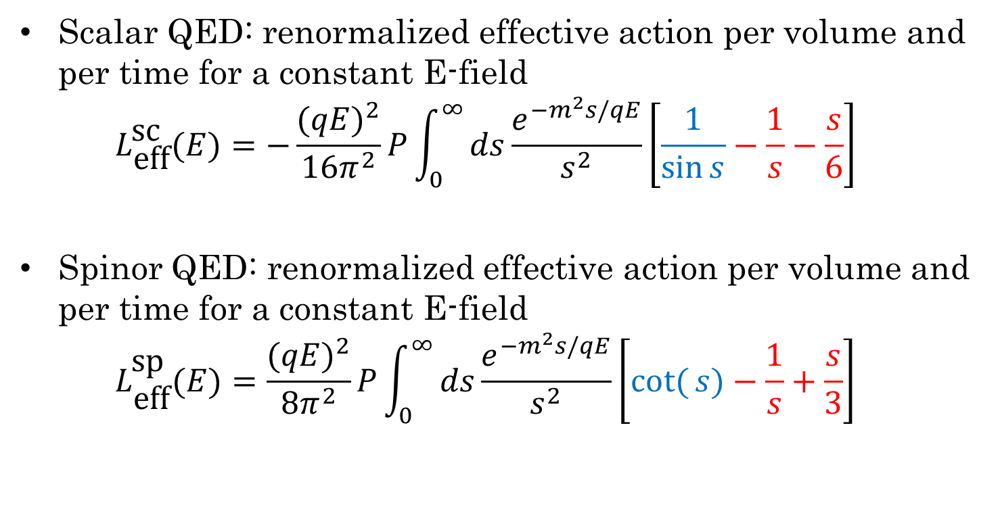 • Scalar QED: renormalized effective action per volume and
per time for a constant E-field
$L_{\text{eff}}^{\text{sc}}(E) = -\frac{(qE)^2}{16\pi^2} P \int_0^\infty ds \frac{e^{-m^2 s/qE}}{s^2} \left[ \frac{1}{\sin s} - \frac{1}{s} - \frac{s}{6} \right]$
• Spinor QED: renormalized effective action per volume and
per time for a constant E-field
$L_{\text{eff}}^{\text{sp}}(E) = \frac{(qE)^2}{8\pi^2} P \int_0^\infty ds \frac{e^{-m^2 s/qE}}{s^2} \left[ \cot(s) - \frac{1}{s} + \frac{s}{3} \right]$